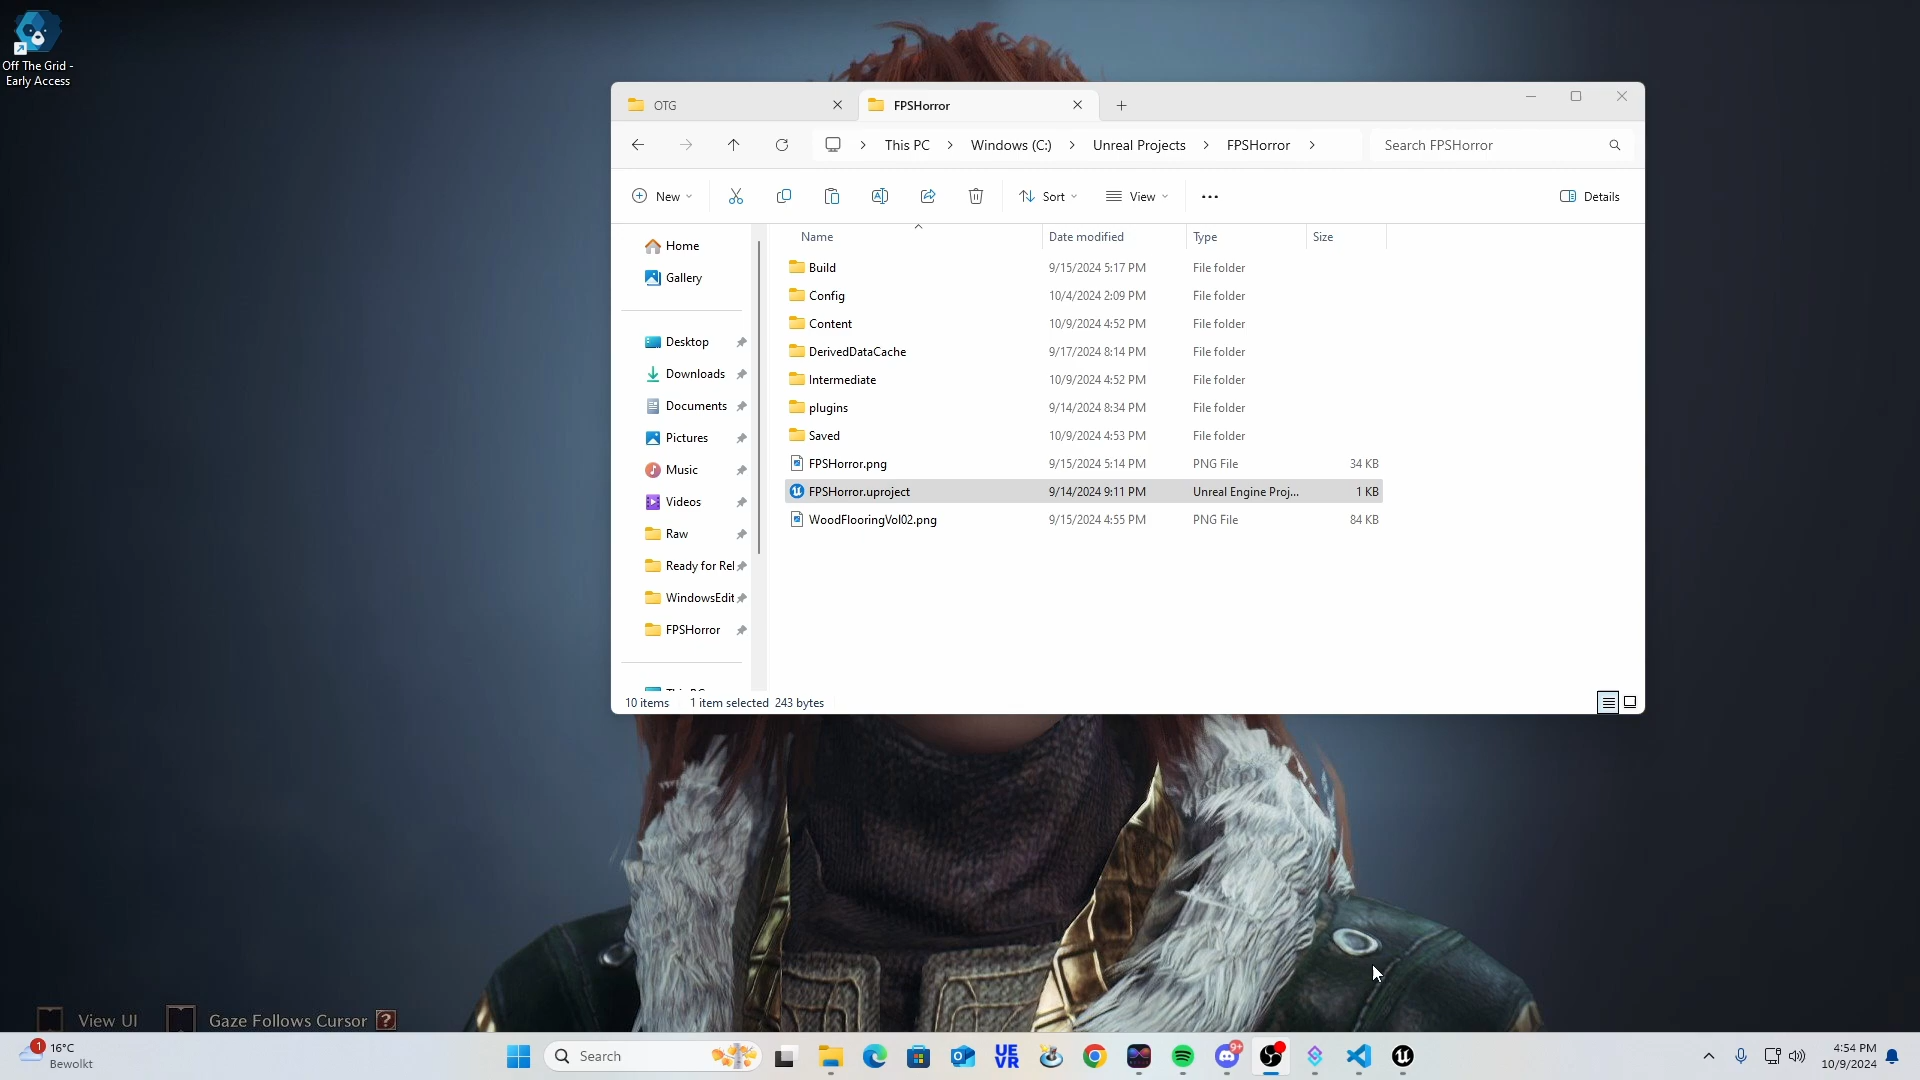 Off The Grid -
Early Access
OTG
FPSHorror
This PC
Windows (C:)
Unreal Projects
FPSHorror
Search FPSHorror
New
Sort
View
Details
Name
Date modified
Type
Size
Home
Gallery
Desktop
Downloads
Documents
Pictures
Music
Videos
Raw
Ready for Rel
WindowsEdit
FPSHorror
This PC
Build 9/15/2024 5:17 PM File folder
Config 10/4/2024 2:09 PM File folder
Content 10/9/2024 4:52 PM File folder
DerivedDataCache 9/17/2024 8:14 PM File folder
Intermediate 10/9/2024 4:52 PM File folder
plugins 9/14/2024 8:34 PM File folder
Saved 10/9/2024 4:53 PM File folder
FPSHorror.png 9/15/2024 5:14 PM PNG File 34 KB
FPSHorror.uproject 9/14/2024 9:11 PM Unreal Engine Proj... 1 KB
WoodFlooringVol02.png 9/15/2024 4:55 PM PNG File 84 KB
10 items 1 item selected 243 bytes
View UI
Gaze Follows Cursor ?
1
16°C
Bewolkt
Search
UE
VR
9+
4:54 PM
10/9/2024